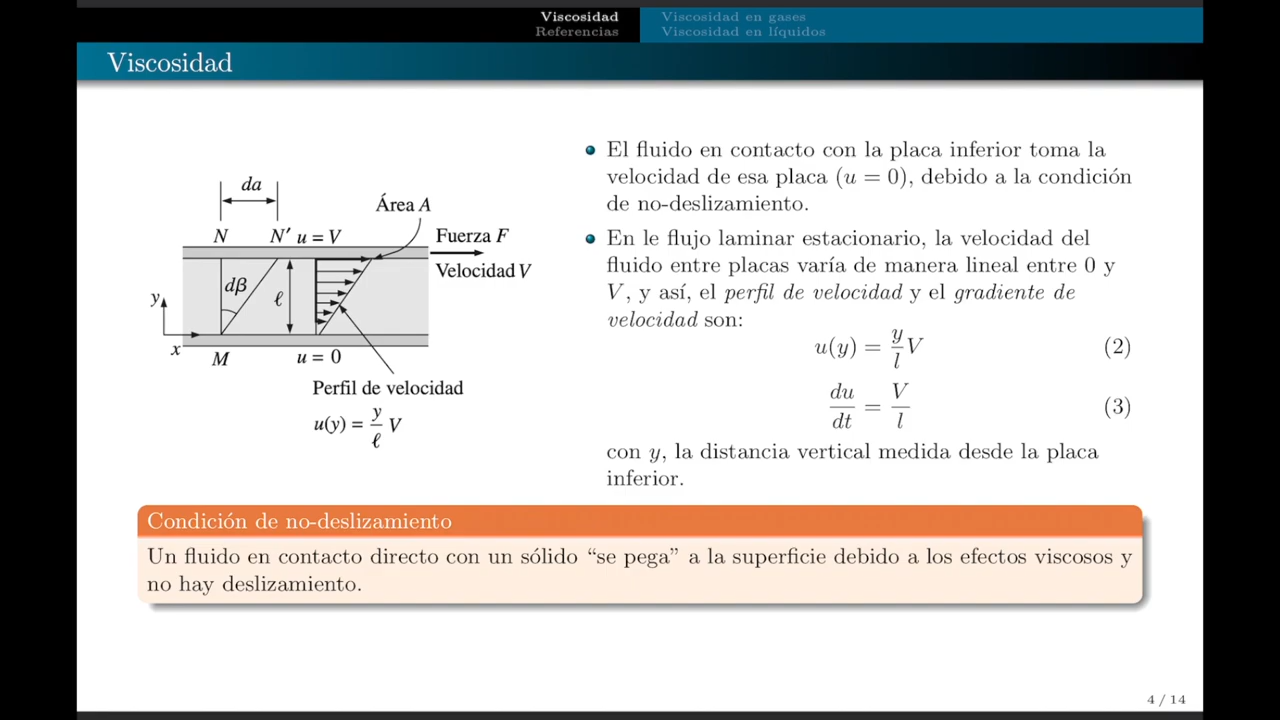 Viscosidad
Referencias
Viscosidad en gases
Viscosidad en líquidos
Viscosidad
da
Área A
N N′ u = V
Fuerza F
Velocidad V
dβ
ℓ
y
x
M
u = 0
Perfil de velocidad
u(y) = y/ℓ V
El fluido en contacto con la placa inferior toma la
velocidad de esa placa (u = 0), debido a la condición
de no-deslizamiento.
En le flujo laminar estacionario, la velocidad del
fluido entre placas varía de manera lineal entre 0 y
V, y así, el perfil de velocidad y el gradiente de
velocidad son:
u(y) = y/l V (2)
du/dt = V/l (3)
con y, la distancia vertical medida desde la placa
inferior.
Condición de no-deslizamiento
Un fluido en contacto directo con un sólido “se pega” a la superficie debido a los efectos viscosos y
no hay deslizamiento.
4 / 14